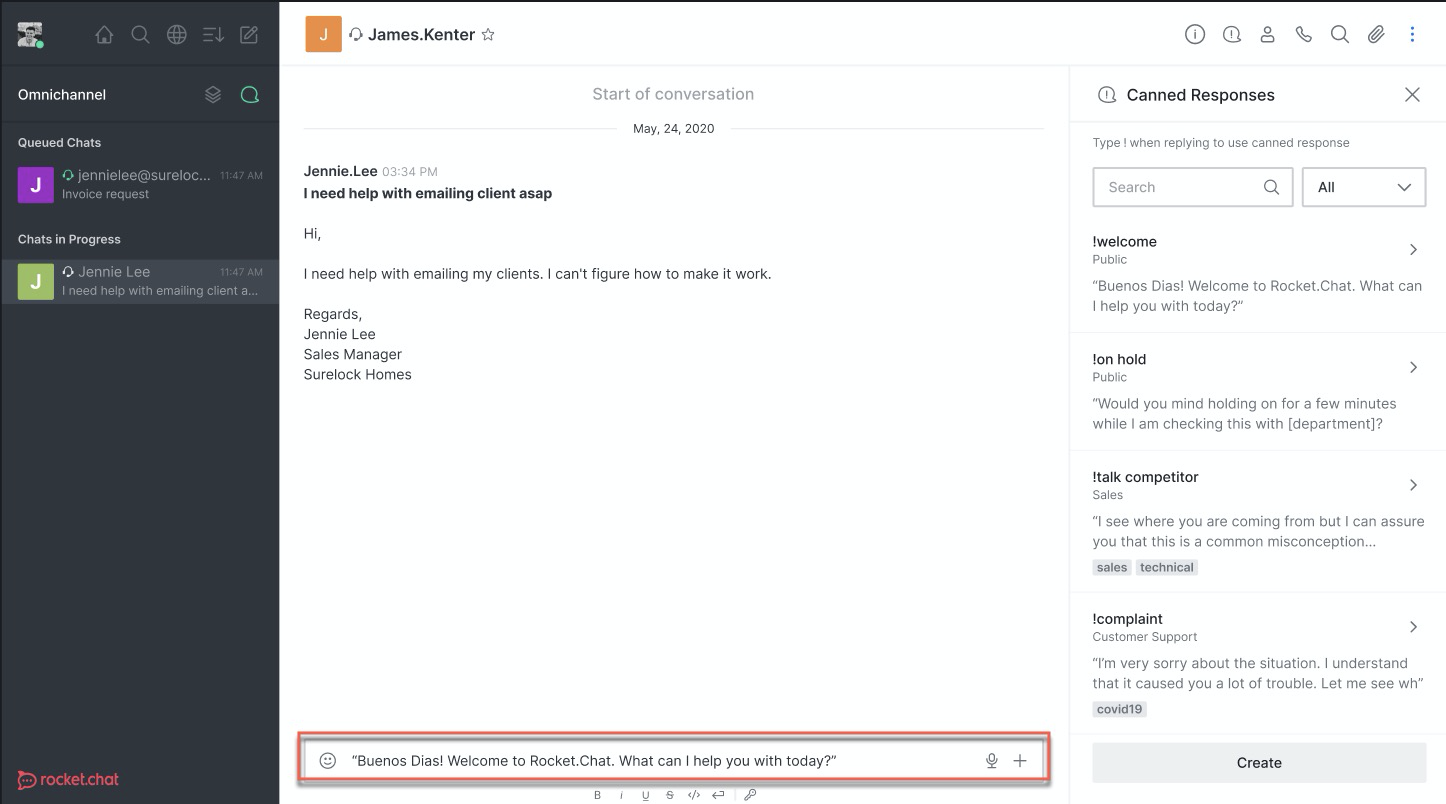 Omnichannel
Queued Chats
J
jennielee@sureloc...
11:47 AM
Invoice request
Chats in Progress
J
Jennie Lee
11:47 AM
I need help with emailing client a...
rocket.chat
J
James.Kenter
Start of conversation
May, 24, 2020
Jennie.Lee 03:34 PM
I need help with emailing client asap
Hi,
I need help with emailing my clients. I can't figure how to make it work.
Regards,
Jennie Lee
Sales Manager
Surelock Homes
“Buenos Dias! Welcome to Rocket.Chat. What can I help you with today?”
B i U S </>
Canned Responses
Type ! when replying to use canned response
Search
All
!welcome
Public
“Buenos Dias! Welcome to Rocket.Chat. What can
I help you with today?”
!on hold
Public
“Would you mind holding on for a few minutes
while I am checking this with [department]?
!talk competitor
Sales
“I see where you are coming from but I can assure
you that this is a common misconception...
sales technical
!complaint
Customer Support
“I’m very sorry about the situation. I understand
that it caused you a lot of trouble. Let me see wh”
covid19
Create